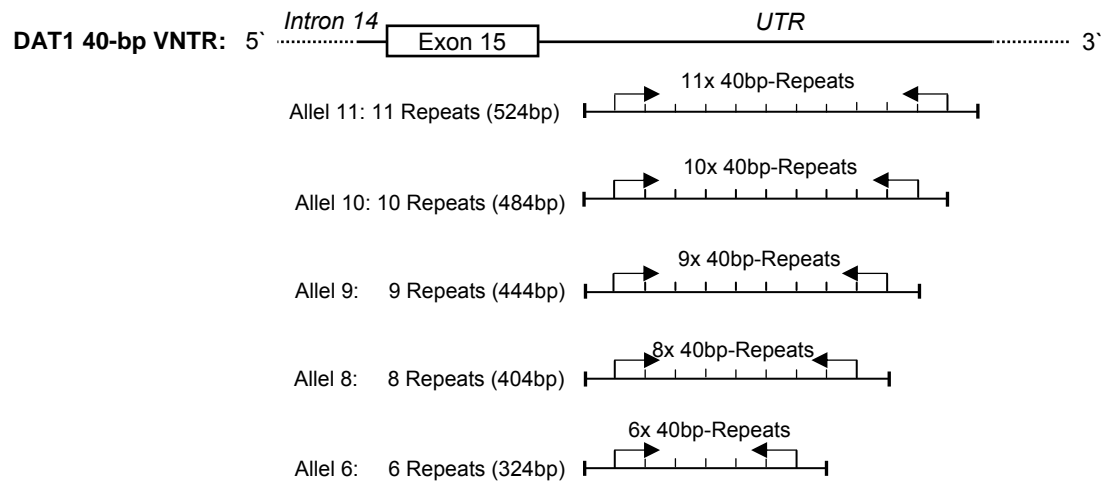 Intron 14 UTR
DAT1 40-bp VNTR: 5` Exon 15 3`
11x 40bp-Repeats
Allel 11: 11 Repeats (524bp)
10x 40bp-Repeats
Allel 10: 10 Repeats (484bp)
9x 40bp-Repeats
Allel 9: 9 Repeats (444bp)
8x 40bp-Repeats
Allel 8: 8 Repeats (404bp)
6x 40bp-Repeats
Allel 6: 6 Repeats (324bp)